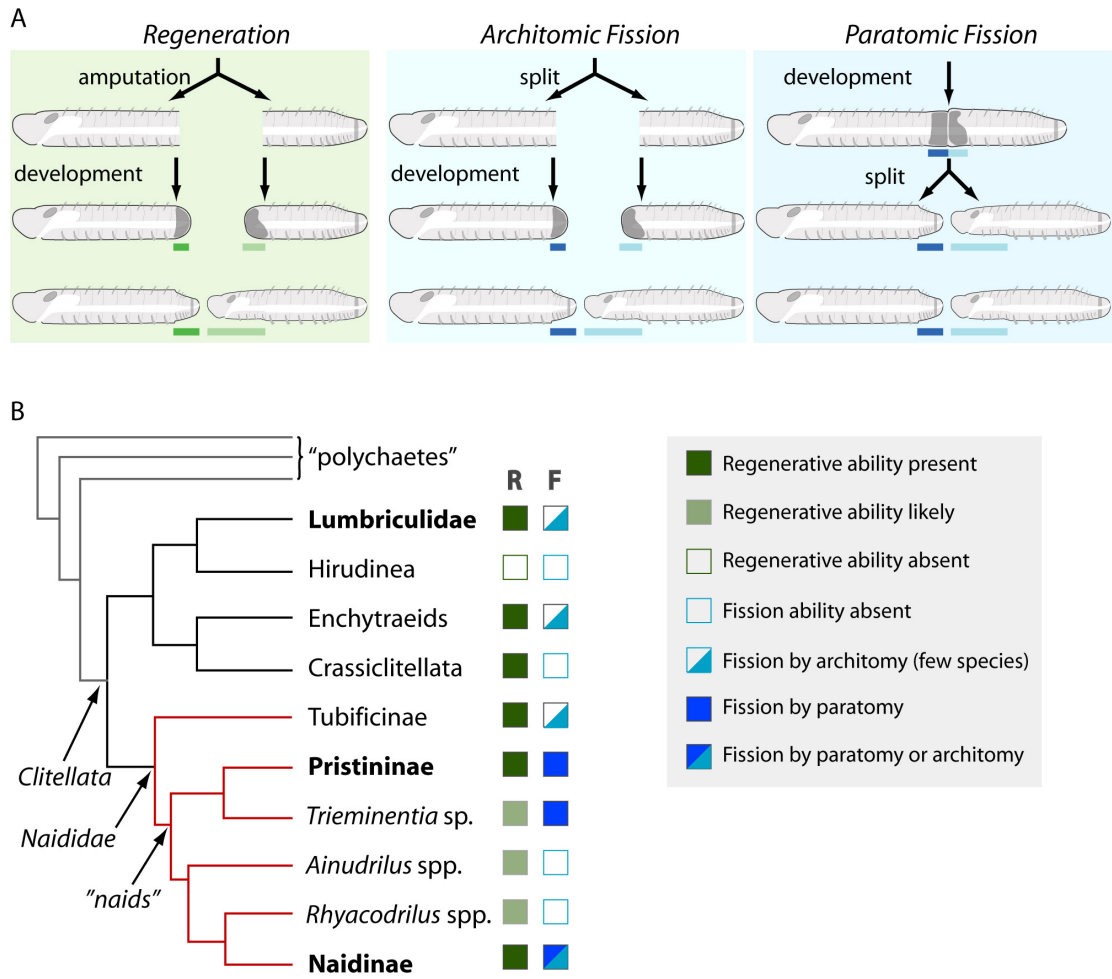 A
Regeneration
amputation
development
Architomic Fission
split
development
Paratomic Fission
development
split
B
"polychaetes"
R F
Lumbriculidae
Hirudinea
Enchytraeids
Crassiclitellata
Tubificinae
Pristininae
Trieminentia sp.
Ainudrilus spp.
Rhyacodrilus spp.
Naidinae
Clitellata
Naididae
"naids"
Regenerative ability present
Regenerative ability likely
Regenerative ability absent
Fission ability absent
Fission by architomy (few species)
Fission by paratomy
Fission by paratomy or architomy